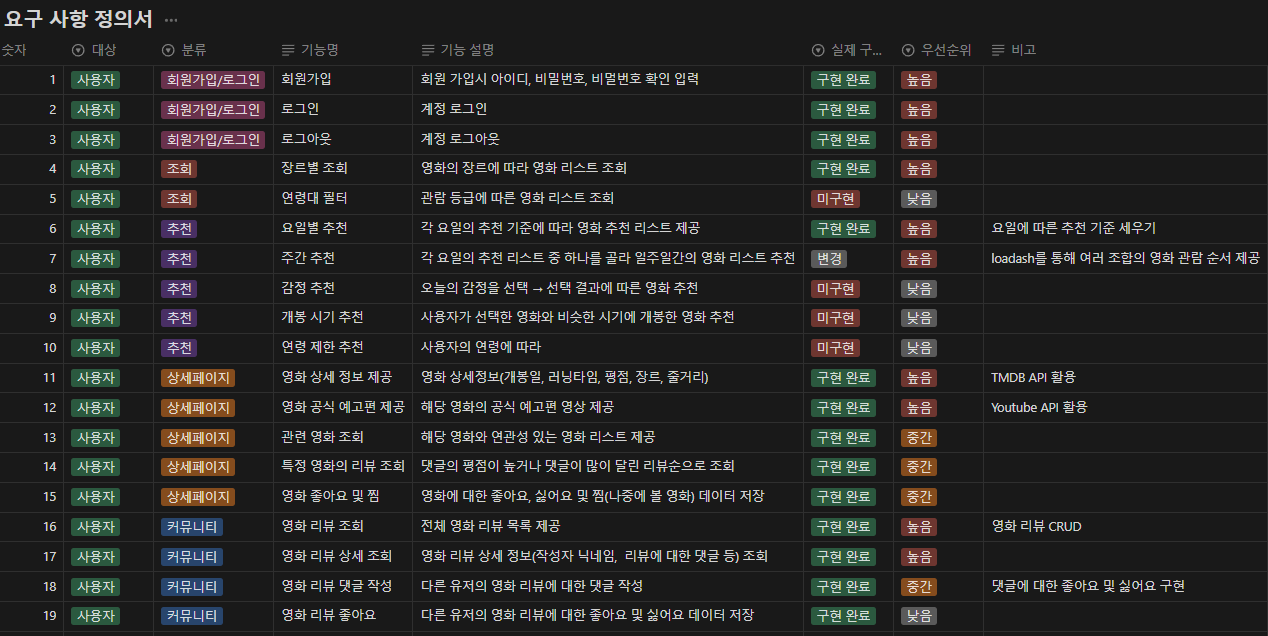 요구 사항 정의서 ...
숫자 대상 분류 기능명 기능 설명 실제 구... 우선순위 비고
1 사용자 회원가입/로그인 회원가입 회원 가입시 아이디, 비밀번호, 비멀번호 확인 입력 구현 완료 높음
2 사용자 회원가입/로그인 로그인 계정 로그인 구현 완료 높음
3 사용자 회원가입/로그인 로그아웃 계정 로그아웃 구현 완료 높음
4 사용자 조회 장르별 조회 영화의 장르에 따라 영화 리스트 조회 구현 완료 높음
5 사용자 조회 연령대 필터 관람 등급에 따른 영화 리스트 조회 미구현 낮음
6 사용자 추천 요일별 추천 각 요일의 추천 기준에 따라 영화 추천 리스트 제공 구현 완료 높음 요일에 따른 추천 기준 세우기
7 사용자 추천 주간 추천 각 요일의 추천 리스트 중 하나를 골라 일주일간의 영화 리스트 추천 변경 높음 loadash를 통해 여러 조합의 영화 관람 순서 제공
8 사용자 추천 감정 추천 오늘의 감정을 선택 → 선택 결과에 따른 영화 추천 미구현 낮음
9 사용자 추천 개봉 시기 추천 사용자가 선택한 영화와 비슷한 시기에 개봉한 영화 추천 미구현 낮음
10 사용자 추천 연령 제한 추천 사용자의 연령에 따라 미구현 낮음
11 사용자 상세페이지 영화 상세 정보 제공 영화 상세정보(개봉일, 러닝타임, 평점, 장르, 줄거리) 구현 완료 높음 TMDB API 활용
12 사용자 상세페이지 영화 공식 예고편 제공 해당 영화의 공식 예고편 영상 제공 구현 완료 높음 Youtube API 활용
13 사용자 상세페이지 관련 영화 조회 해당 영화와 연관성 있는 영화 리스트 제공 구현 완료 중간
14 사용자 상세페이지 특정 영화의 리뷰 조회 댓글의 평점이 높거나 댓글이 많이 달린 리뷰순으로 조회 구현 완료 중간
15 사용자 상세페이지 영화 좋아요 및 찜 영화에 대한 좋아요, 싫어요 및 찜(나중에 볼 영화) 데이터 저장 구현 완료 중간
16 사용자 커뮤니티 영화 리뷰 조회 전체 영화 리뷰 목록 제공 구현 완료 높음 영화 리뷰 CRUD
17 사용자 커뮤니티 영화 리뷰 상세 조회 영화 리뷰 상세 정보(작성자 닉네임, 리뷰에 대한 댓글 등) 조회 구현 완료 높음
18 사용자 커뮤니티 영화 리뷰 댓글 작성 다른 유저의 영화 리뷰에 대한 댓글 작성 구현 완료 중간 댓글에 대한 좋아요 및 싫어요 구현
19 사용자 커뮤니티 영화 리뷰 좋아요 다른 유저의 영화 리뷰에 대한 좋아요 및 싫어요 데이터 저장 구현 완료 낮음